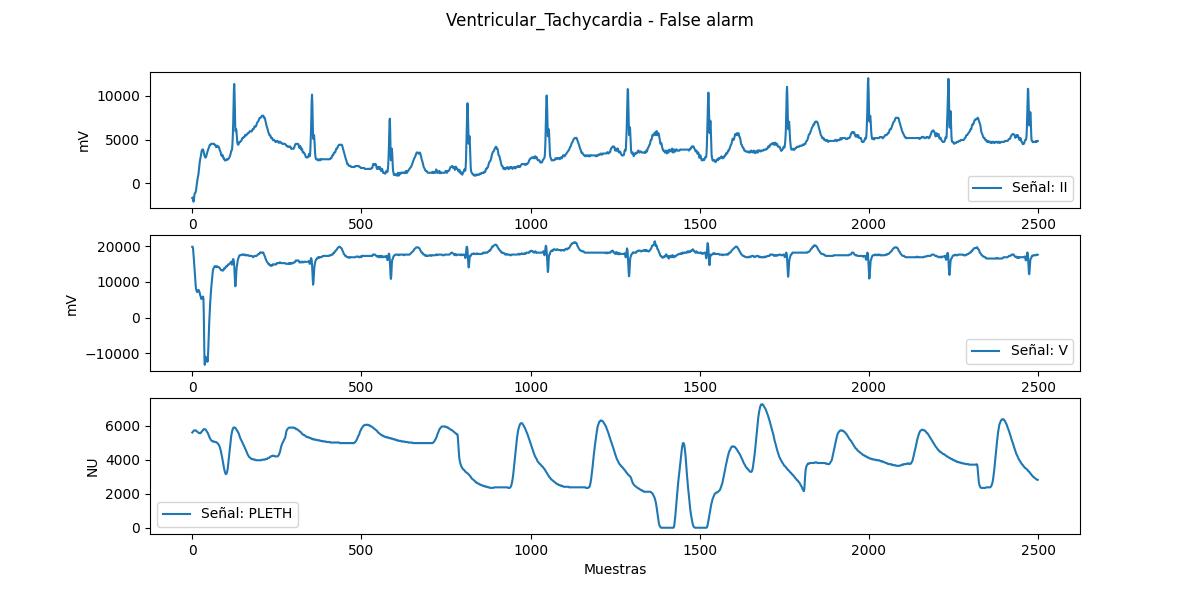 Ventricular_Tachycardia - False alarm
10000
5000
0
mV
Señal: II
0 500 1000 1500 2000 2500
20000
10000
0
−10000
mV
Señal: V
0 500 1000 1500 2000 2500
6000
4000
2000
0
NU
Señal: PLETH
0 500 1000 1500 2000 2500
Muestras